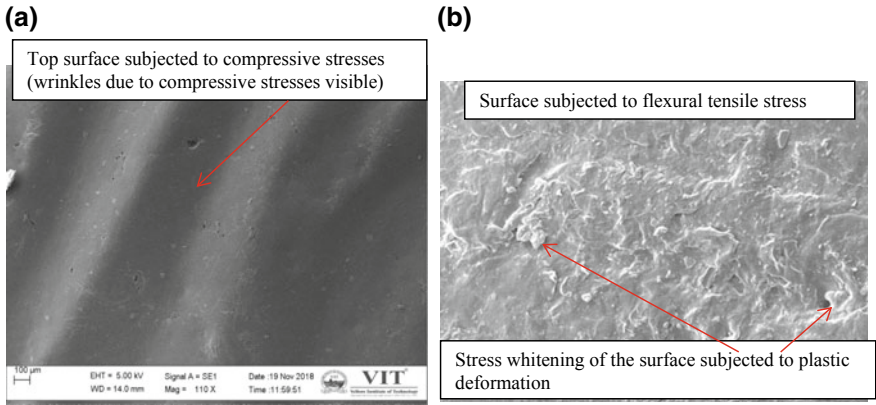 (a)
Top surface subjected to compressive stresses
(wrinkles due to compressive stresses visible)
100 µm
EHT = 5.00 kV
WD = 14.0 mm
Signal A = SE1
Mag = 110 X
Date :19 Nov 2018
Time :11:59:51
VIT
(b)
Surface subjected to flexural tensile stress
Stress whitening of the surface subjected to plastic
deformation